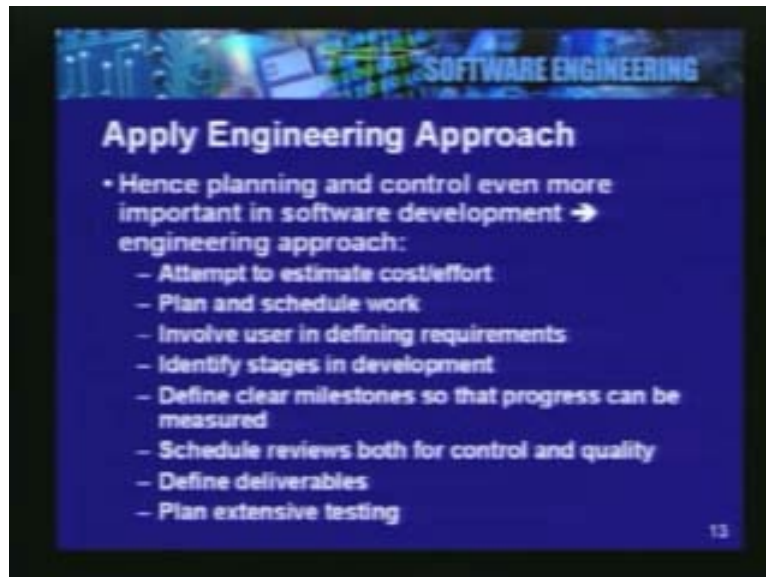 SOFTWARE ENGINEERING
Apply Engineering Approach
• Hence planning and control even more
important in software development ➔
engineering approach:
– Attempt to estimate cost/effort
– Plan and schedule work
– Involve user in defining requirements
– Identify stages in development
– Define clear milestones so that progress can be
measured
– Schedule reviews both for control and quality
– Define deliverables
– Plan extensive testing
13